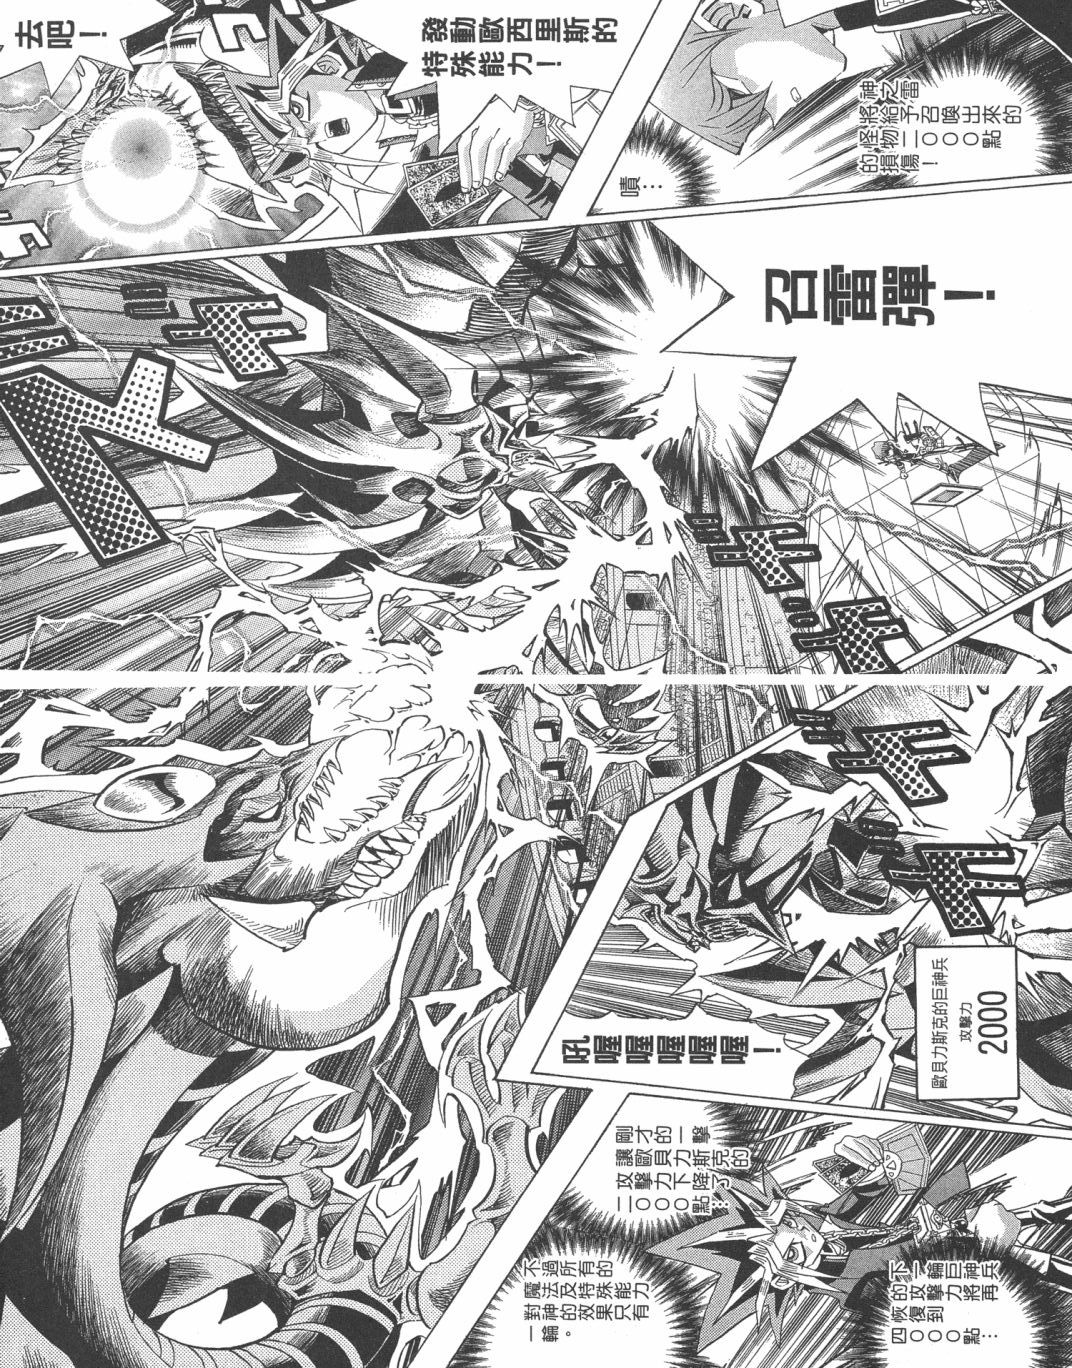 發動歐西里斯的
特殊能力！
去吧！
神之雷
將給予召喚出來的
怪物二〇〇〇點
的損傷！
嘖…
召雷彈！
ド
ド
ド
ド
ド
歐貝力斯克的巨神兵
攻擊力
2000
吼喔喔喔喔喔！
剛才的一擊
讓歐貝力斯克的
攻擊力下降了
二〇〇〇點…
不過所有的
魔法及特殊能力
對神的效果只有
一輪。
下一輪巨神兵
的攻擊力將再
恢復到
四〇〇〇點…